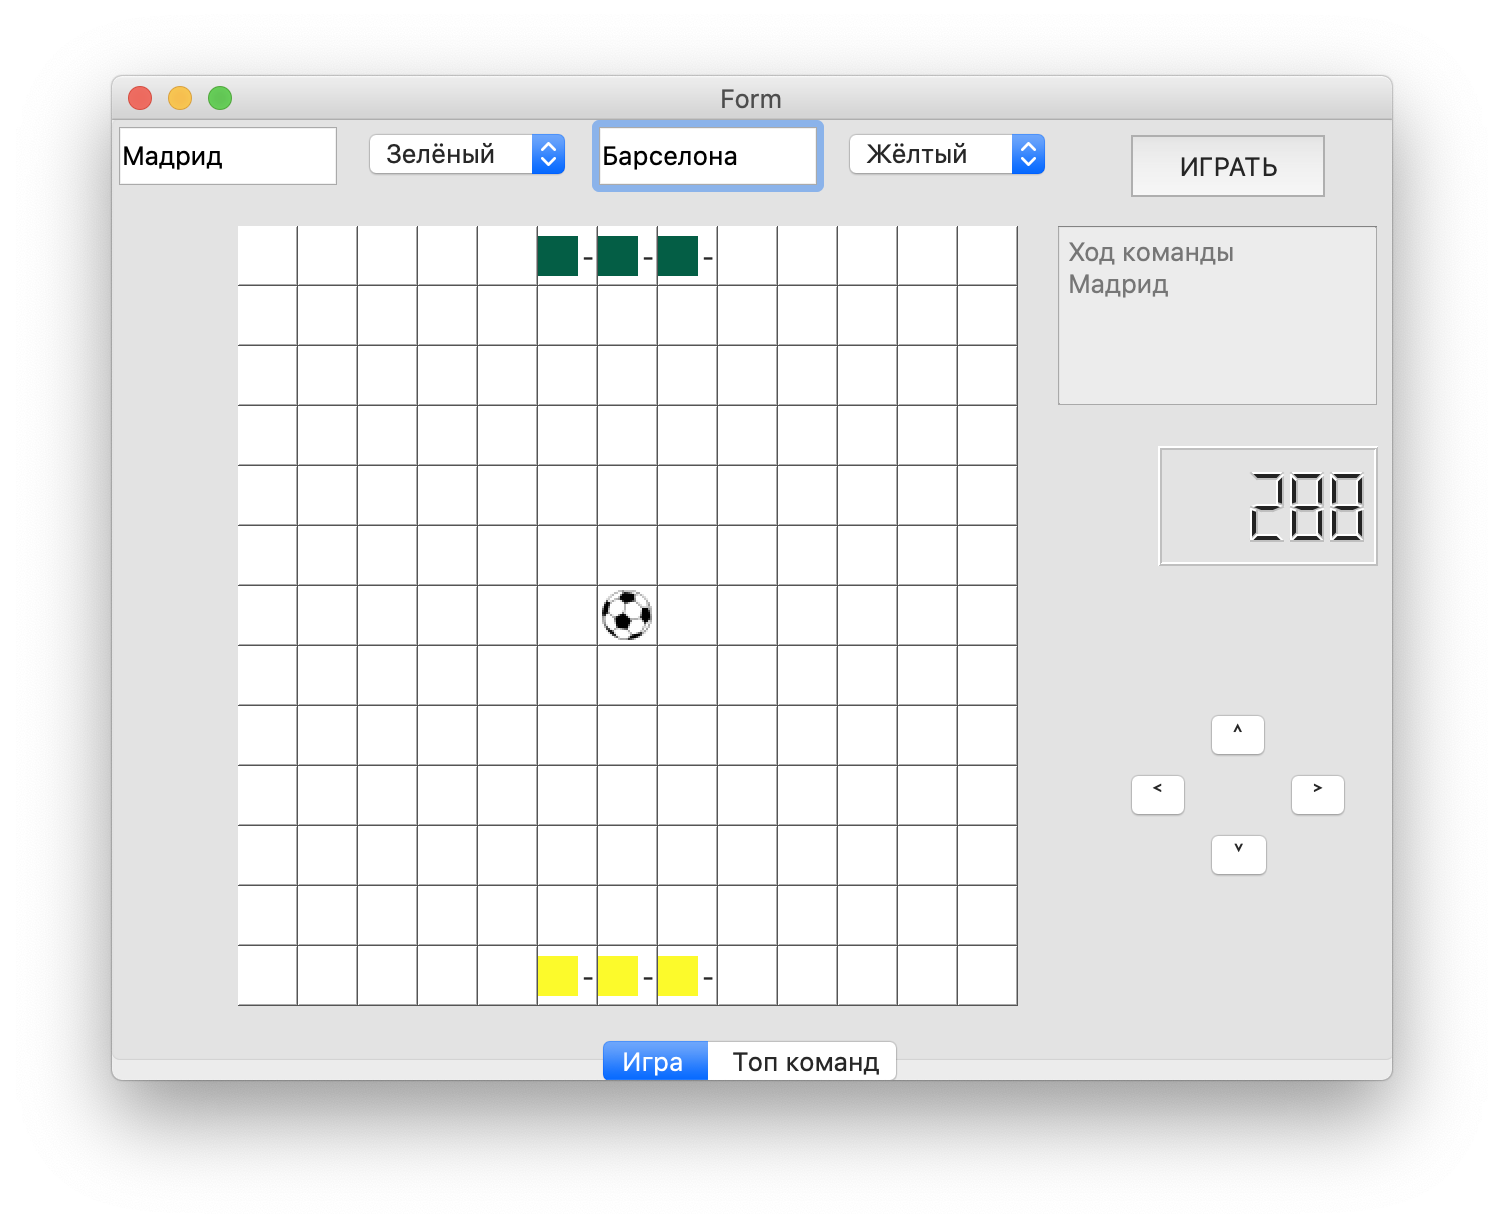 Form
Мадрид
Зелёный
Барселона
Жёлтый
ИГРАТЬ
- - -
Ход команды
Мадрид
288
^
< >
v
- - -
Игра
Топ команд